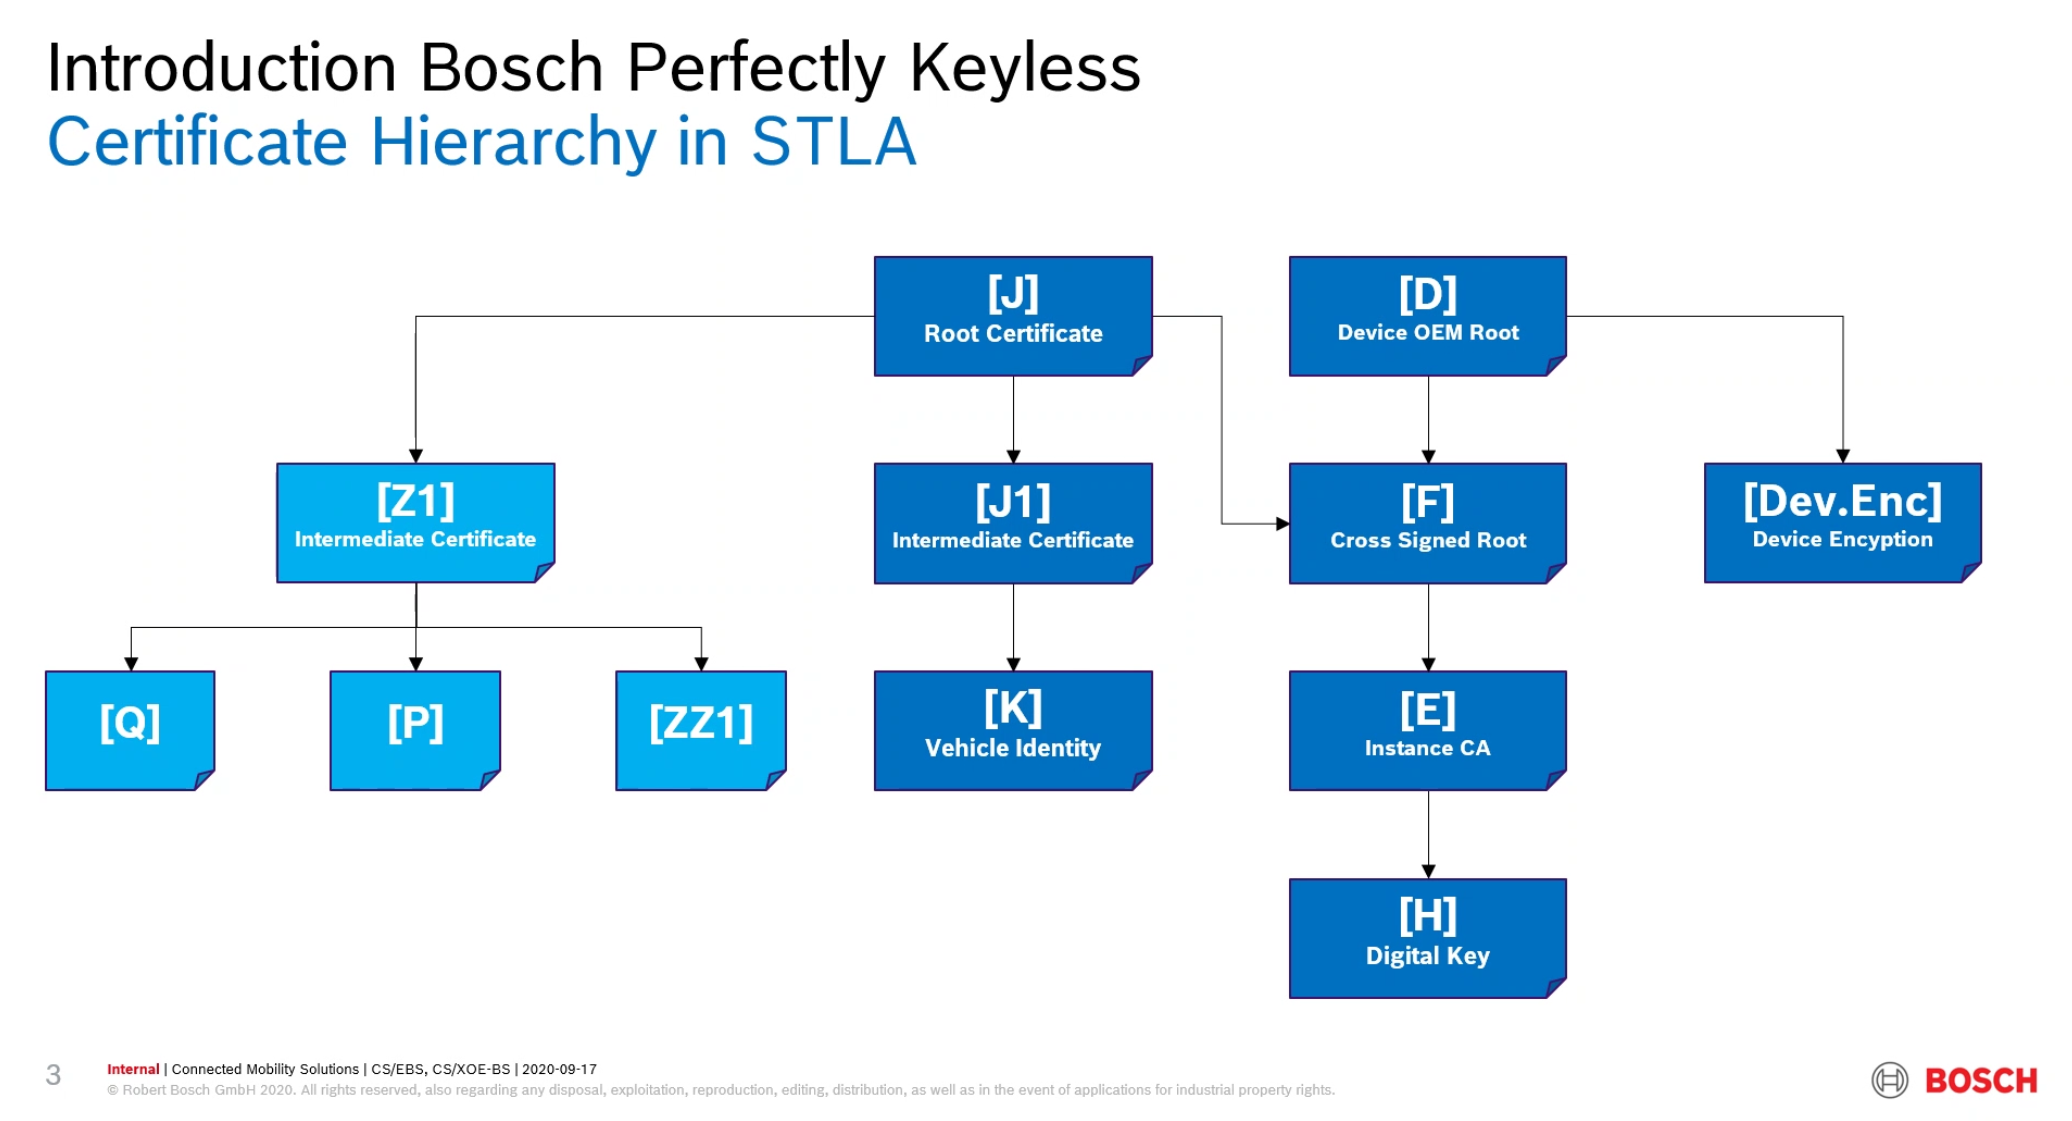 Introduction Bosch Perfectly Keyless
Certificate Hierarchy in STLA
[J]
Root Certificate
[D]
Device OEM Root
[Z1]
Intermediate Certificate
[J1]
Intermediate Certificate
[F]
Cross Signed Root
[Dev.Enc]
Device Encyption
[Q]
[P]
[ZZ1]
[K]
Vehicle Identity
[E]
Instance CA
[H]
Digital Key
3
Internal | Connected Mobility Solutions | CS/EBS, CS/XOE-BS | 2020-09-17
© Robert Bosch GmbH 2020. All rights reserved, also regarding any disposal, exploitation, reproduction, editing, distribution, as well as in the event of applications for industrial property rights.
BOSCH